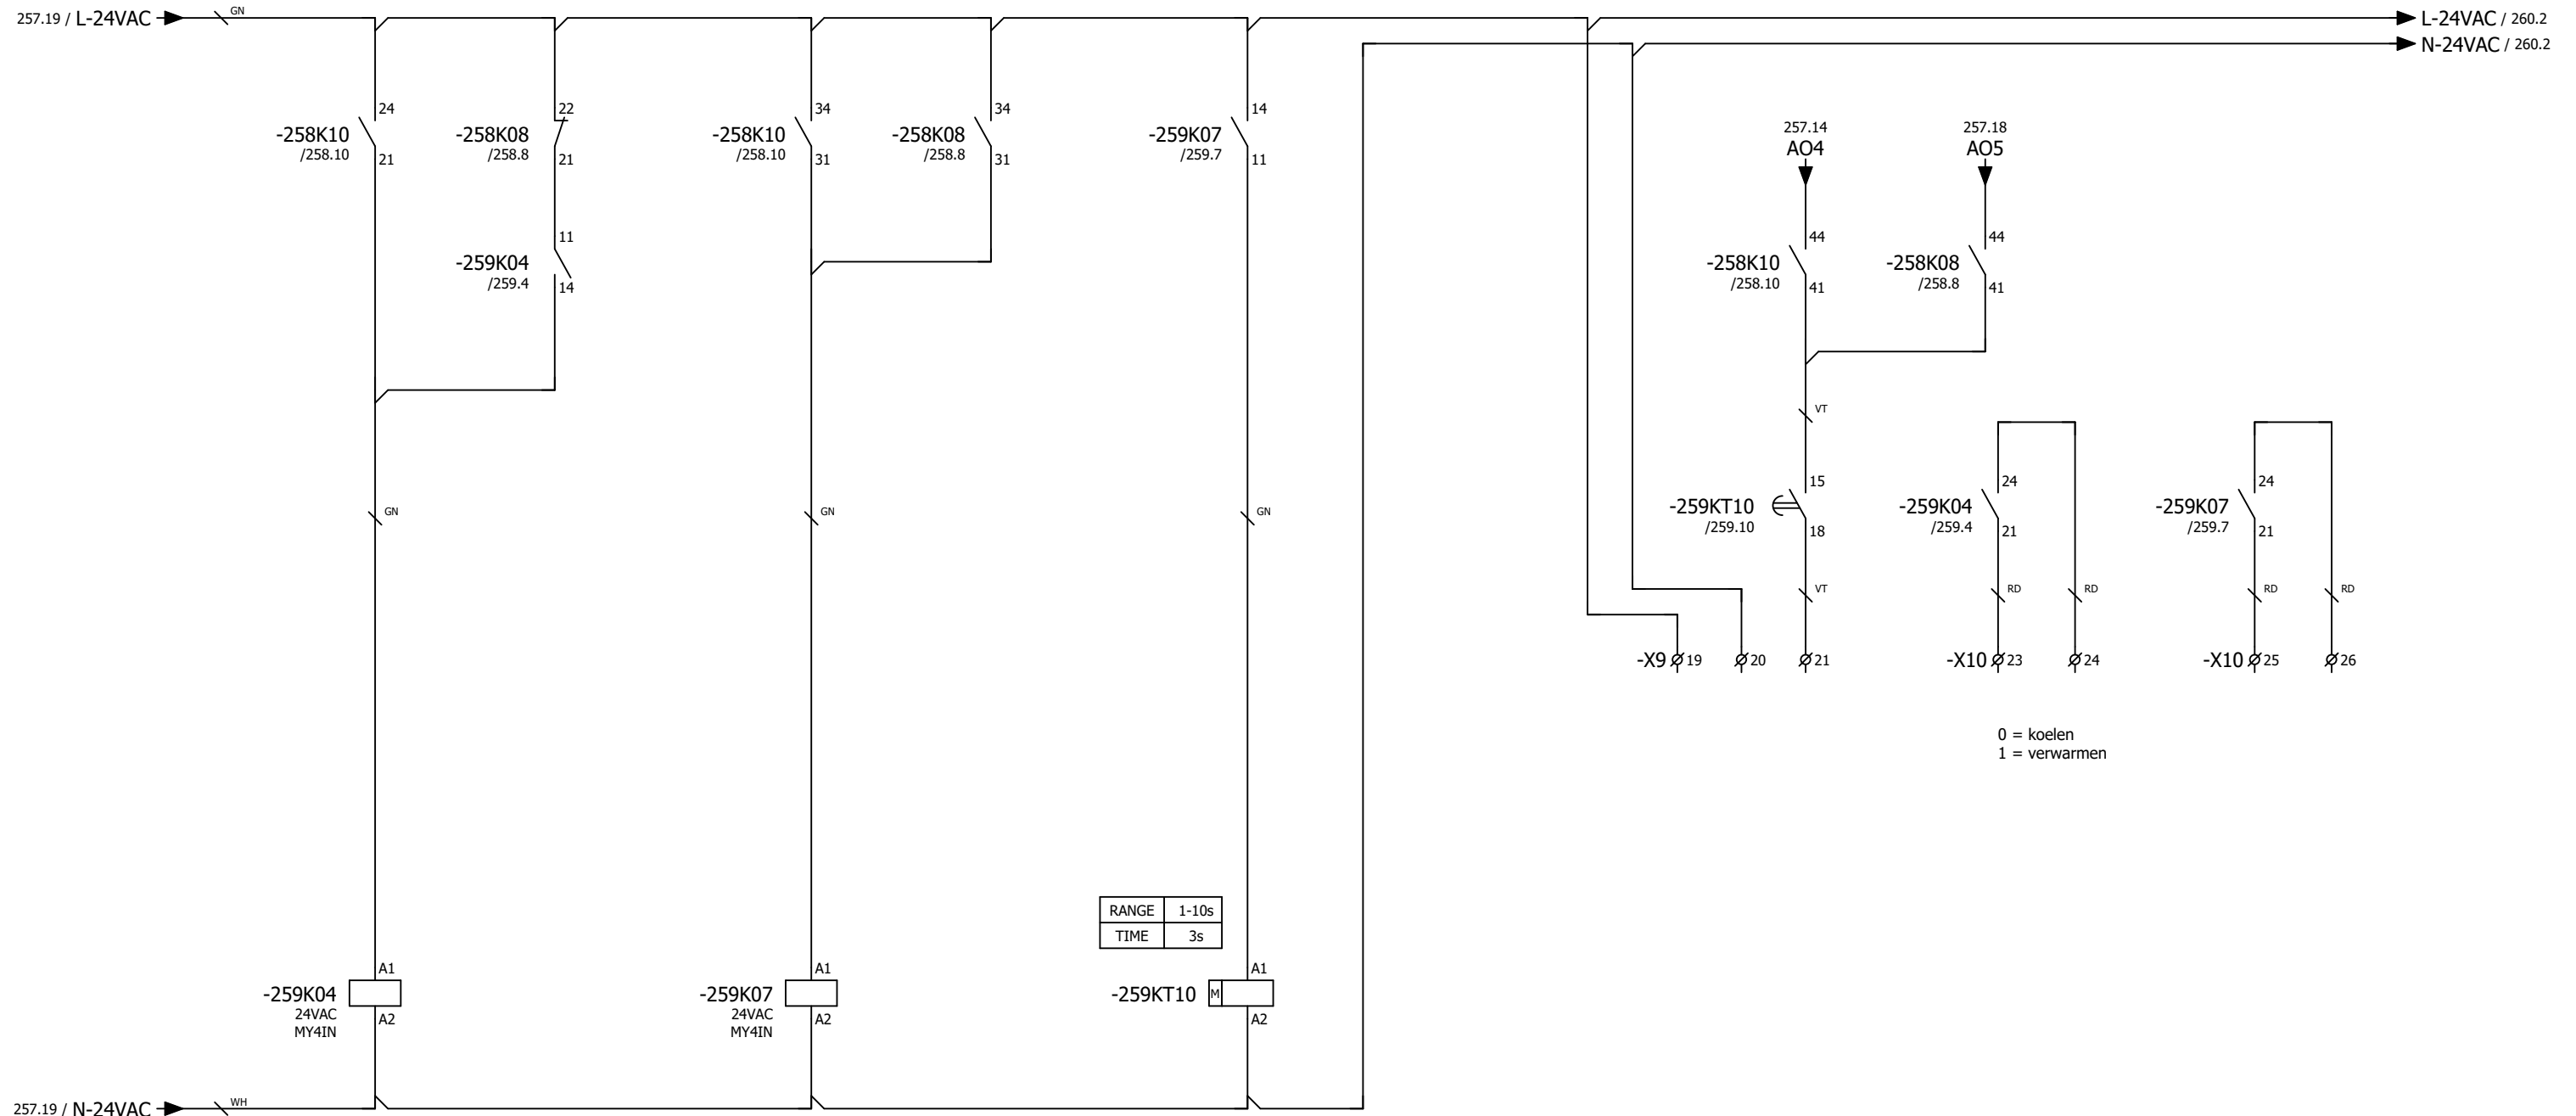 257.19 / L-24VAC
GN
L-24VAC / 260.2
N-24VAC / 260.2
24
-258K10
/258.10
21
22
-258K08
/258.8
21
11
-259K04
/259.4
14
34
-258K10
/258.10
31
34
-258K08
/258.8
31
14
-259K07
/259.7
11
257.14
AO4
257.18
AO5
44
-258K10
/258.10
41
44
-258K08
/258.8
41
VT
15
-259KT10
/259.10
18
VT
24
-259K04
/259.4
21
RD
RD
24
-259K07
/259.7
21
RD
RD
GN
GN
GN
-X9 19
20
21
-X10 23
24
-X10 25
26
0 = koelen
1 = verwarmen
RANGE 1-10s
TIME 3s
A1
-259K04
24VAC
MY4IN
A2
A1
-259K07
24VAC
MY4IN
A2
A1
-259KT10 M
A2
257.19 / N-24VAC
WH